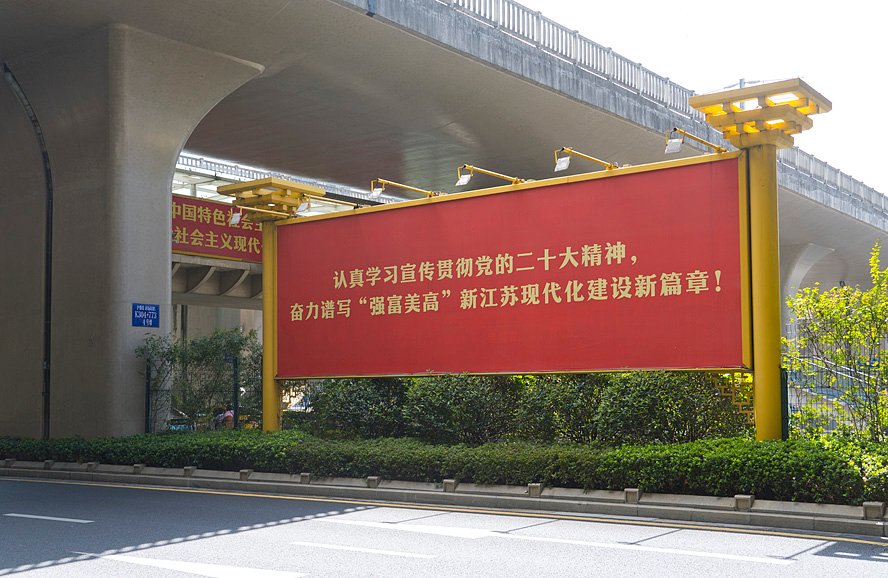 认真学习宣传贯彻党的二十大精神，
奋力谱写“强富美高”新江苏现代化建设新篇章！
中国特色社会主
社会主义现代
K304+773